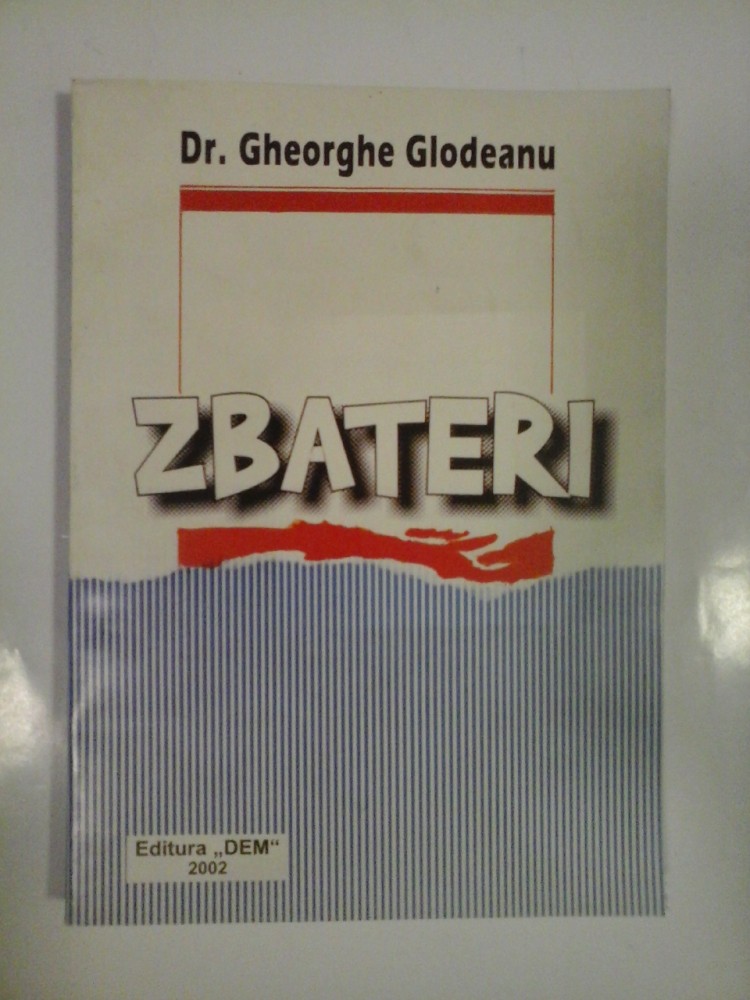 Dr. Gheorghe Glodeanu
ZBATERI
Editura „DEM“
2002